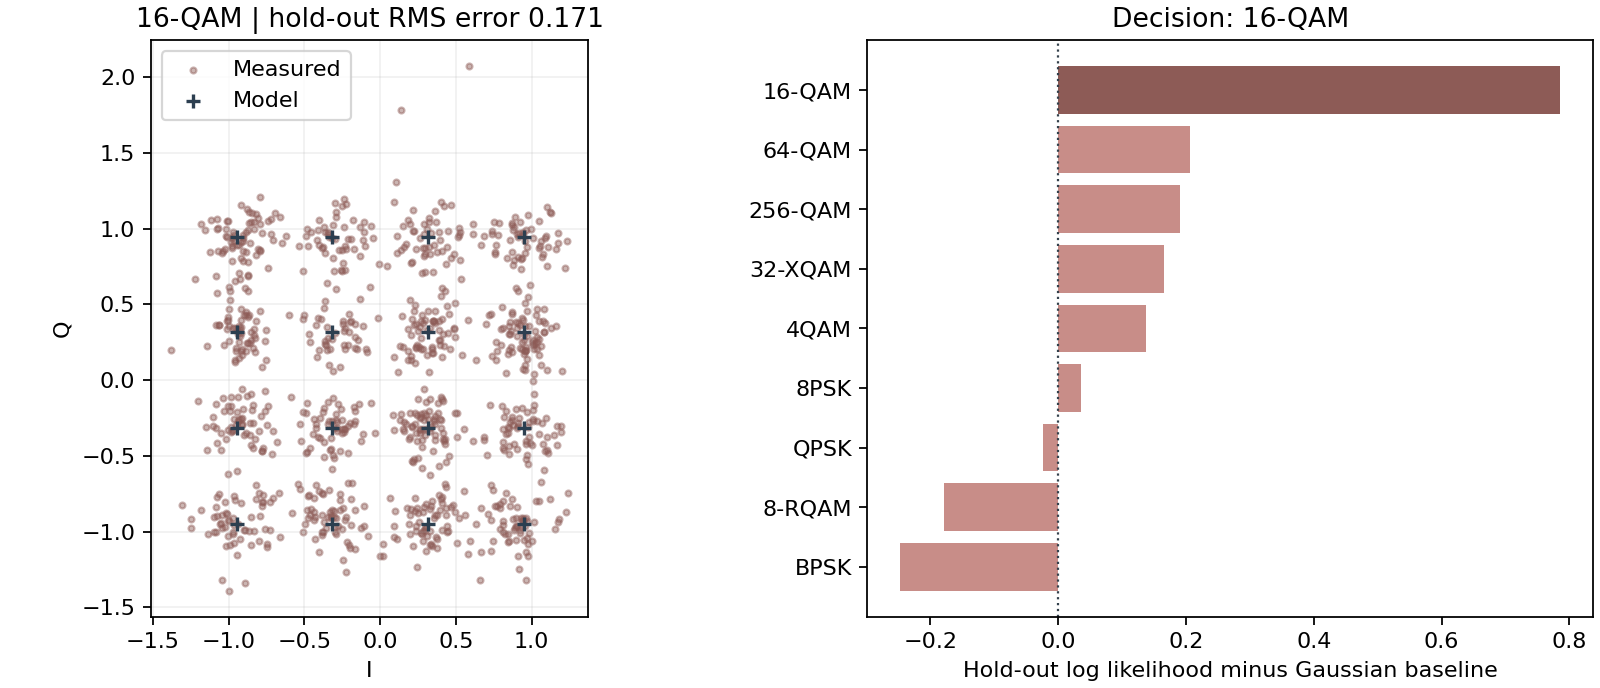 16-QAM | hold-out RMS error 0.171
Measured
Model
2.0
1.5
1.0
0.5
0.0
−0.5
−1.0
−1.5
Q
−1.5
−1.0
−0.5
0.0
0.5
1.0
I
Decision: 16-QAM
16-QAM
64-QAM
256-QAM
32-XQAM
4QAM
8PSK
QPSK
8-RQAM
BPSK
−0.2
0.0
0.2
0.4
0.6
0.8
Hold-out log likelihood minus Gaussian baseline